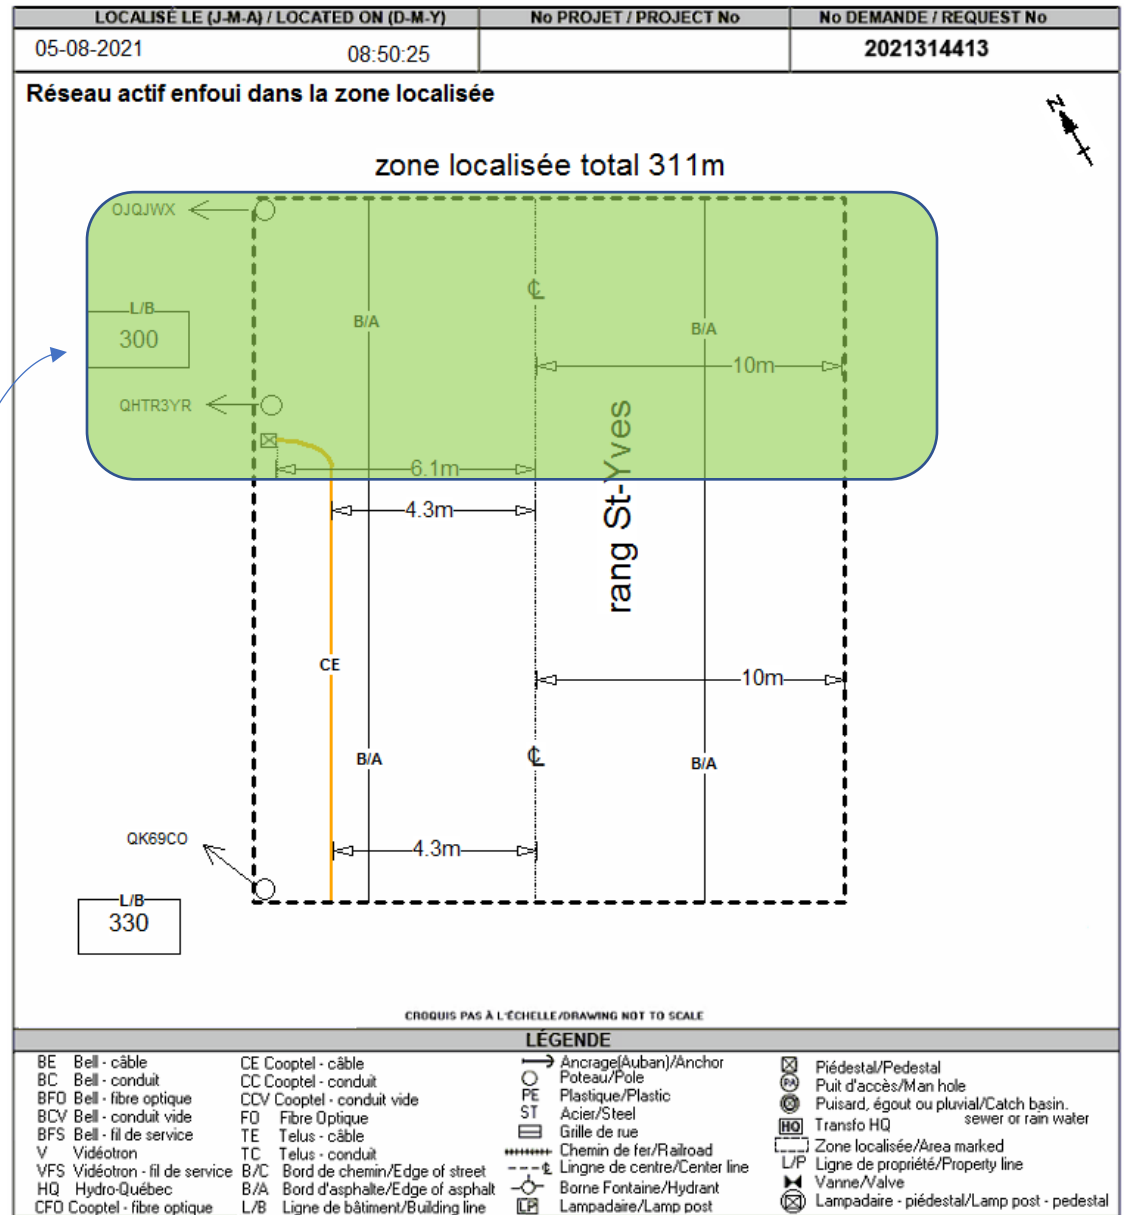 LOCALISÉ LE (J-M-A) / LOCATED ON (D-M-Y) No PROJET / PROJECT No No DEMANDE / REQUEST No
05-08-2021 08:50:25 2021314413
Réseau actif enfoui dans la zone localisée
N
zone localisée total 311m
OJQJWX
L/B
300
B/A
B/A
10m
QHTR3YR
6.1m
rang St-Yves
4.3m
CE
10m
B/A
B/A
QK69CO
4.3m
L/B
330
CROQUIS PAS À L'ÉCHELLE/DRAWING NOT TO SCALE
LÉGENDE
BE Bell - câble
BC Bell - conduit
BFO Bell - fibre optique
BCV Bell - conduit vide
BFS Bell - fil de service
V Vidéotron
VFS Vidéotron - fil de service
HQ Hydro-Québec
CFO Cooptel - fibre optique
CE Cooptel - câble
CC Cooptel - conduit
CCV Cooptel - conduit vide
FO Fibre Optique
TE Telus - câble
TC Telus - conduit
B/C Bord de chemin/Edge of street
B/A Bord d'asphalte/Edge of asphalt
L/B Ligne de bâtiment/Building line
Ancrage(Auban)/Anchor
Poteau/Pole
PE Plastique/Plastic
ST Acier/Steel
Grille de rue
Chemin de fer/Railroad
Lingne de centre/Center line
Borne Fontaine/Hydrant
LP Lampadaire/Lamp post
Piédestal/Pedestal
PA Puit d'accès/Man hole
Puisard, égout ou pluvial/Catch basin.
sewer or rain water
HQ Transfo HQ
Zone localisée/Area marked
L/P Ligne de propriété/Property line
Vanne/Valve
Lampadaire - piédestal/Lamp post - pedestal